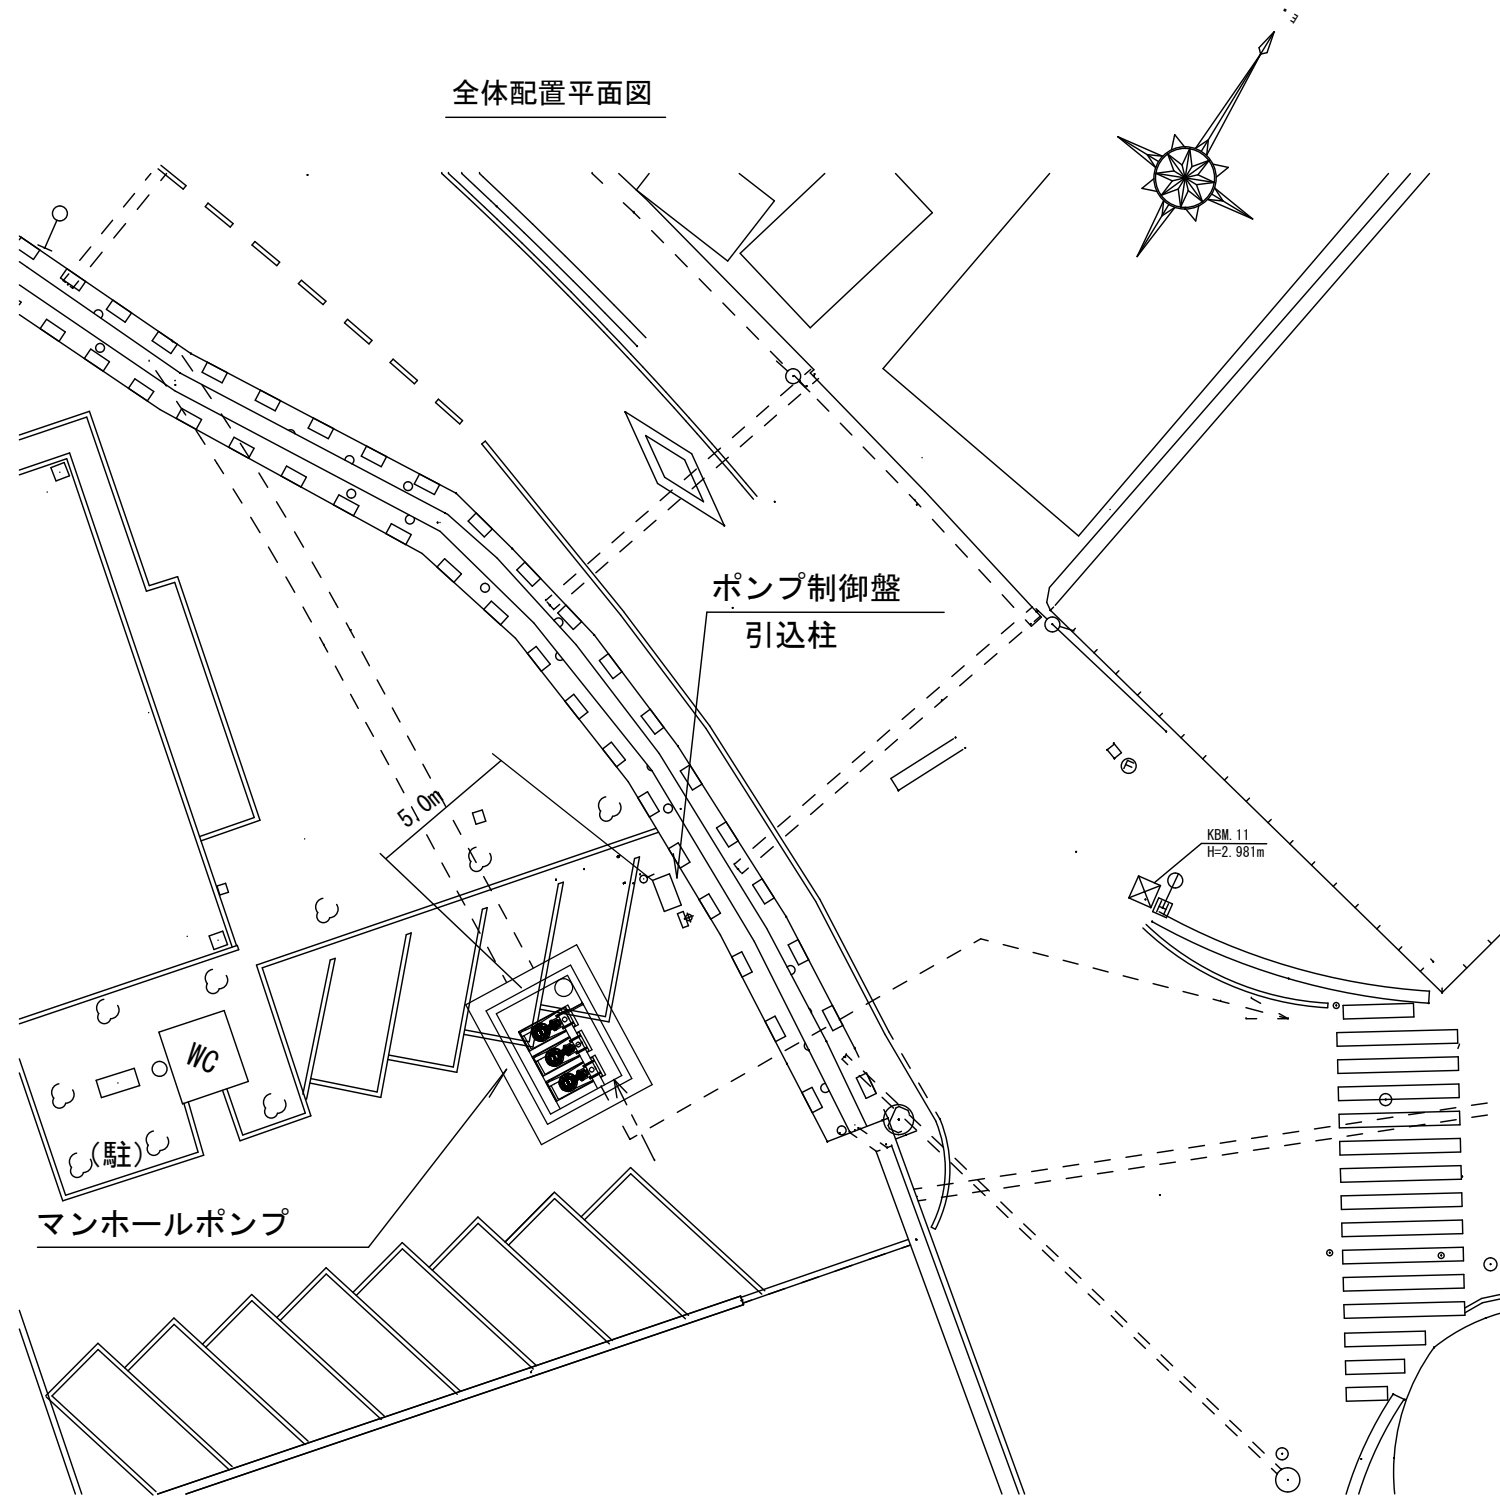 全体配置平面図
ポンプ制御盤
引込柱
5.0m
KBM.11
H=2.981m
WC
(駐)
マンホールポンプ